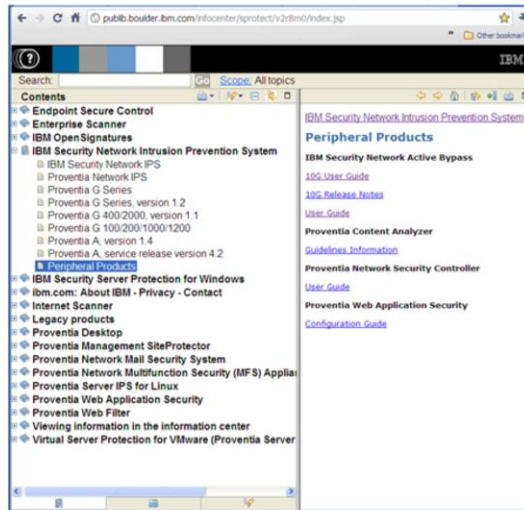 publib.boulder.ibm.com/infocenter/sprotect/v2r8m0/index.jsp
Other bookmar
IBM
Search:
Go
Scope: All topics
Contents
Endpoint Secure Control
Enterprise Scanner
IBM OpenSignatures
IBM Security Network Intrusion Prevention System
IBM Security Network IPS
Proventia Network IPS
Proventia G Series
Proventia G Series, version 1.2
Proventia G 400/2000, version 1.1
Proventia G 100/200/1000/1200
Proventia A, version 1.4
Proventia A, service release version 4.2
Peripheral Products
IBM Security Server Protection for Windows
ibm.com: About IBM - Privacy - Contact
Internet Scanner
Legacy products
Proventia Desktop
Proventia Management SiteProtector
Proventia Network Mail Security System
Proventia Network Multifunction Security (MFS) Applia
Proventia Server IPS for Linux
Proventia Web Application Security
Proventia Web Filter
Viewing information in the information center
Virtual Server Protection for VMware (Proventia Server
IBM Security Network Intrusion Prevention System
Peripheral Products
IBM Security Network Active Bypass
10G User Guide
10G Release Notes
User Guide
Proventia Content Analyzer
Guidelines Information
Proventia Network Security Controller
User Guide
Proventia Web Application Security
Configuration Guide